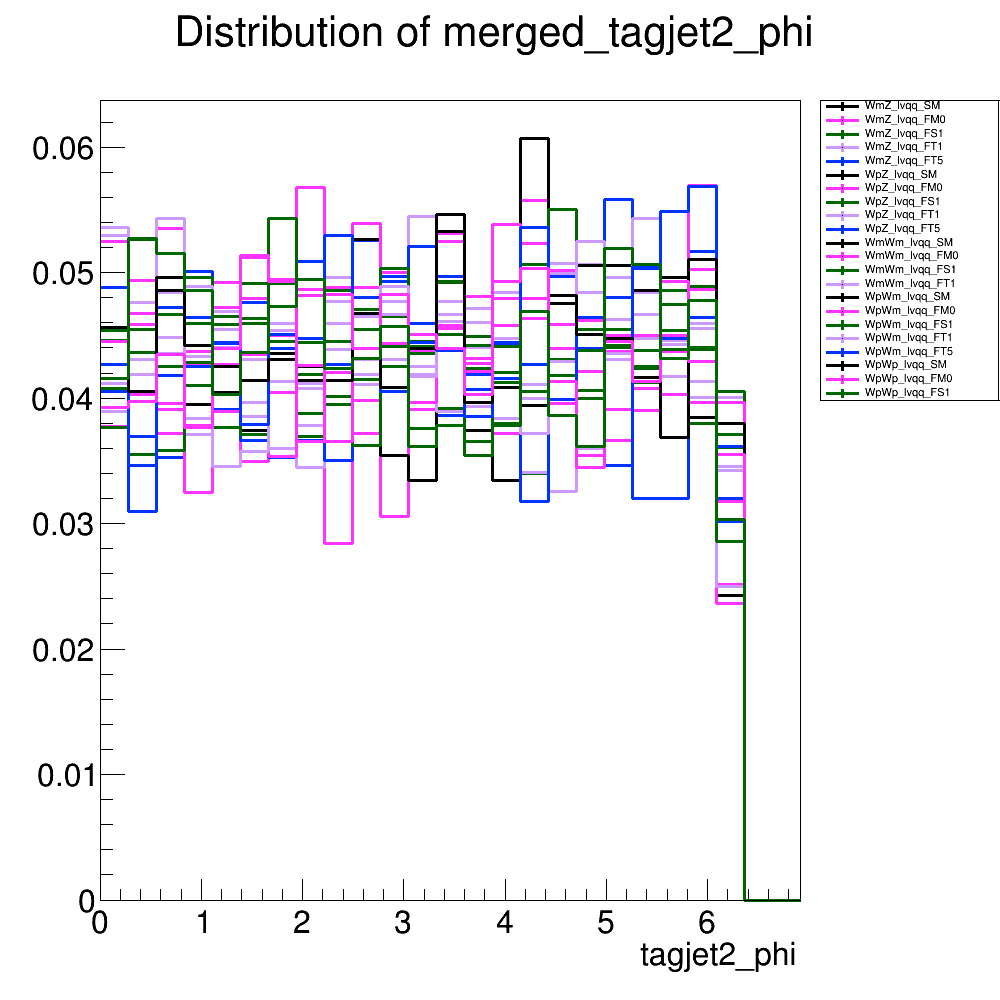 Distribution of merged_tagjet2_phi
0.06
0.05
0.04
0.03
0.02
0.01
0
0 1 2 3 4 5 6
tagjet2_phi
WmZ_lvqq_SM
WmZ_lvqq_FM0
WmZ_lvqq_FS1
WmZ_lvqq_FT1
WmZ_lvqq_FT5
WpZ_lvqq_SM
WpZ_lvqq_FM0
WpZ_lvqq_FS1
WpZ_lvqq_FT1
WpZ_lvqq_FT5
WmWm_lvqq_SM
WmWm_lvqq_FM0
WmWm_lvqq_FS1
WmWm_lvqq_FT1
WpWm_lvqq_SM
WpWm_lvqq_FM0
WpWm_lvqq_FS1
WpWm_lvqq_FT1
WpWm_lvqq_FT5
WpWp_lvqq_SM
WpWp_lvqq_FM0
WpWp_lvqq_FS1